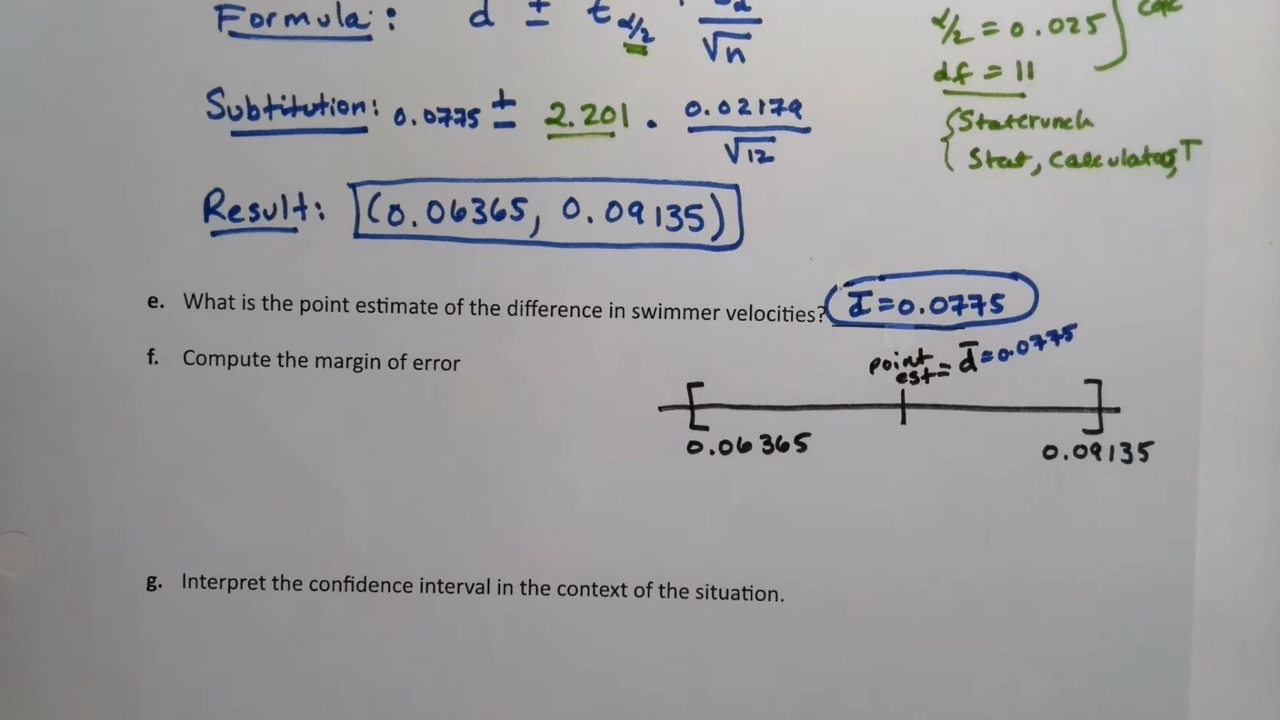 Formula: d ± t α/2 · √n
α/2 = 0.025
df = 11
Subtitution: 0.0775 ± 2.201 · 0.02179 / √12
Statcrunch
Stat, Calculators, T
Result: (0.06365, 0.09135)
e. What is the point estimate of the difference in swimmer velocities? d̄ = 0.0775
f. Compute the margin of error
point est = d̄ = 0.0775
0.06365 0.09135
g. Interpret the confidence interval in the context of the situation.